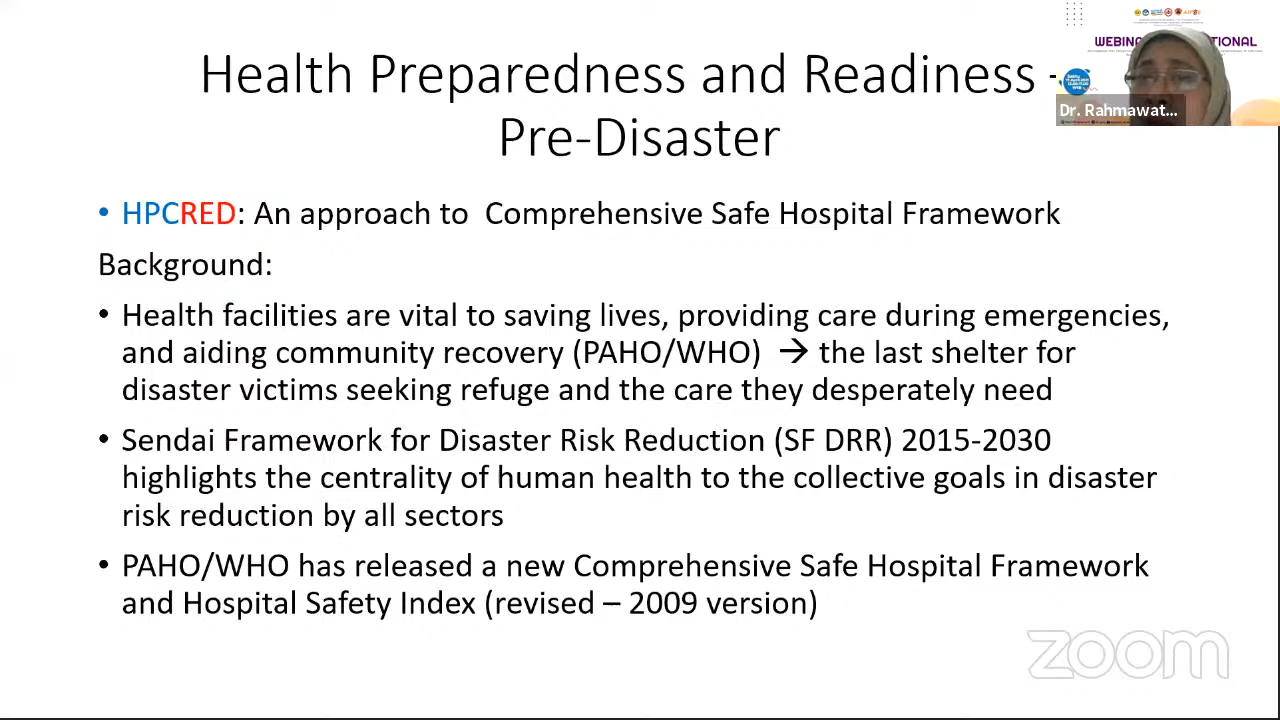 Health Preparedness and Readiness -
Pre-Disaster
• HPCRED: An approach to  Comprehensive Safe Hospital Framework
Background:
• Health facilities are vital to saving lives, providing care during emergencies,
and aiding community recovery (PAHO/WHO) → the last shelter for
disaster victims seeking refuge and the care they desperately need
• Sendai Framework for Disaster Risk Reduction (SF DRR) 2015-2030
highlights the centrality of human health to the collective goals in disaster
risk reduction by all sectors
• PAHO/WHO has released a new Comprehensive Safe Hospital Framework
and Hospital Safety Index (revised – 2009 version)
Dr. Rahmawat...
zoom